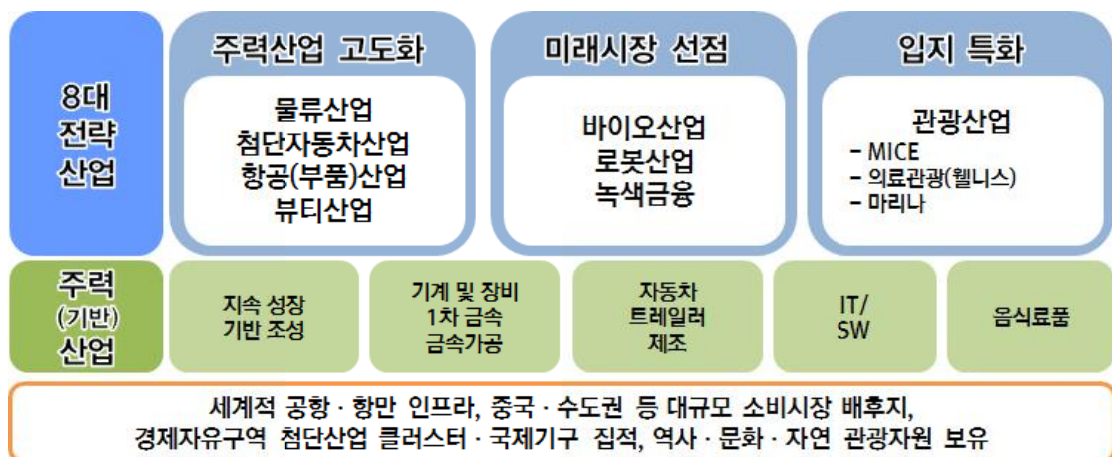 8대
전략
산업
주력산업 고도화
물류산업
첨단자동차산업
항공(부품)산업
뷰티산업
미래시장 선점
바이오산업
로봇산업
녹색금융
입지 특화
관광산업
- MICE
- 의료관광(웰니스)
- 마리나
주력
(기반)
산업
지속 성장
기반 조성
기계 및 장비
1차 금속
금속가공
자동차
트레일러
제조
IT/
SW
음식료품
세계적 공항 · 항만 인프라, 중국 · 수도권 등 대규모 소비시장 배후지,
경제자유구역 첨단산업 클러스터 · 국제기구 집적, 역사 · 문화 · 자연 관광자원 보유